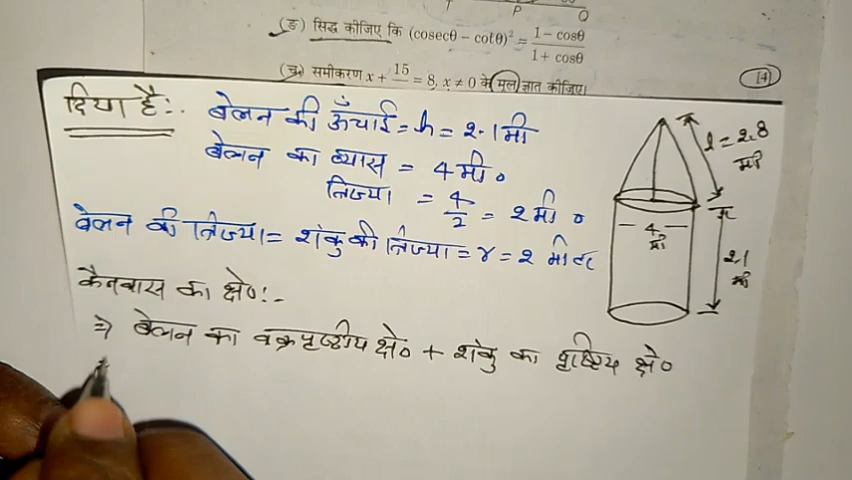 T P Q
(ङ) सिद्ध कीजिए कि (cosecθ − cotθ)² = 1 − cosθ / 1 + cosθ
(च) समीकरण x + 15 = 8, x ≠ 0 के मूल ज्ञात कीजिए।
14
दिया है:-
बेलन की ऊँचाई = h = 2.1 मी
बेलन का व्यास = 4 मी०
त्रिज्या = 4/2 = 2 मी०
बेलन की त्रिज्या = शंकु की त्रिज्या = r = 2 मीटर
कैनवास का क्षे०:-
⇒ बेलन का वक्रपृष्ठीय क्षे० + शंकु का पृष्ठिय क्षे०
l = 2.8 मी
4 मी
2.1 मी